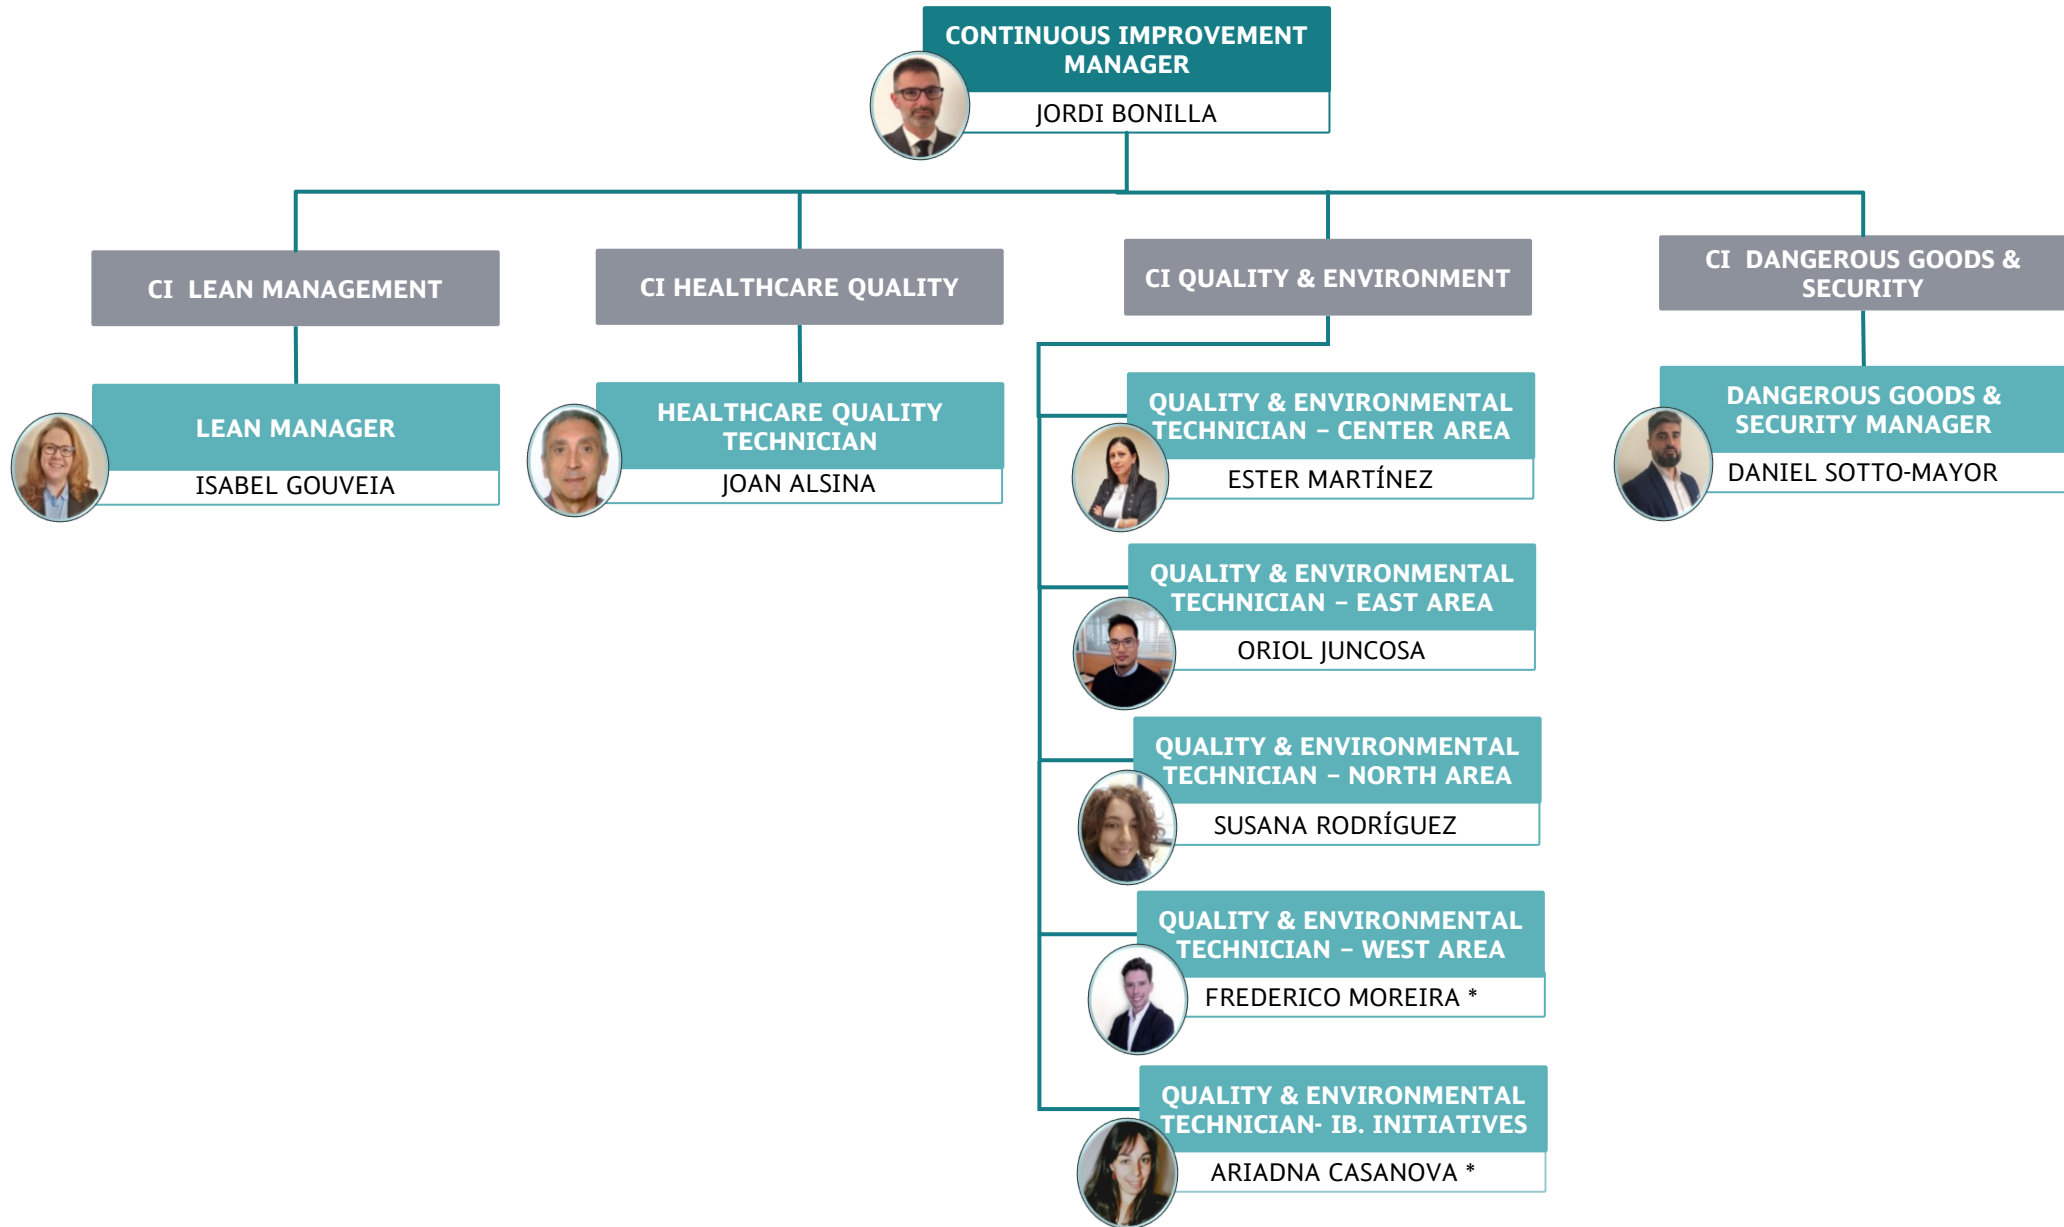 CONTINUOUS IMPROVEMENT
MANAGER
JORDI BONILLA
CI LEAN MANAGEMENT
LEAN MANAGER
ISABEL GOUVEIA
CI HEALTHCARE QUALITY
HEALTHCARE QUALITY
TECHNICIAN
JOAN ALSINA
CI QUALITY & ENVIRONMENT
QUALITY & ENVIRONMENTAL
TECHNICIAN – CENTER AREA
ESTER MARTÍNEZ
QUALITY & ENVIRONMENTAL
TECHNICIAN – EAST AREA
ORIOL JUNCOSA
QUALITY & ENVIRONMENTAL
TECHNICIAN – NORTH AREA
SUSANA RODRÍGUEZ
QUALITY & ENVIRONMENTAL
TECHNICIAN – WEST AREA
FREDERICO MOREIRA *
QUALITY & ENVIRONMENTAL
TECHNICIAN- IB. INITIATIVES
ARIADNA CASANOVA *
CI DANGEROUS GOODS &
SECURITY
DANGEROUS GOODS &
SECURITY MANAGER
DANIEL SOTTO-MAYOR